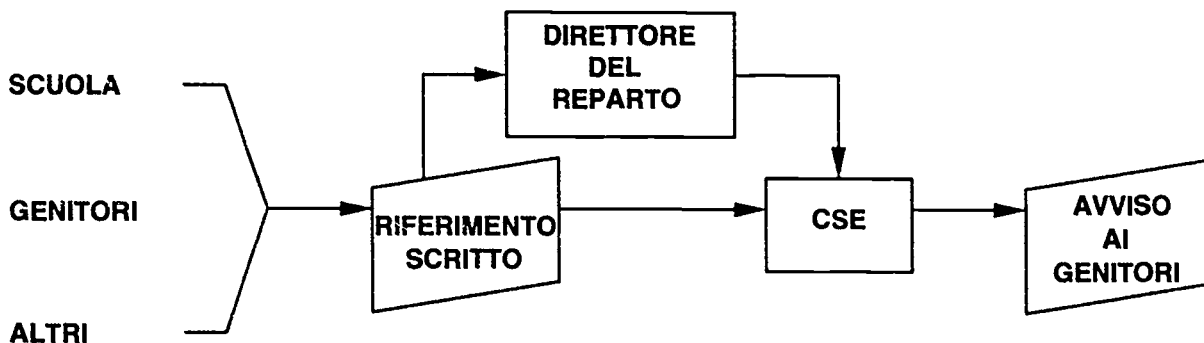 DIRETTORE
DEL
REPARTO
SCUOLA
GENITORI
ALTRI
RIFERIMENTO
SCRITTO
CSE
AVVISO
AI
GENITORI